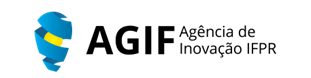 AGIF
Agência de
Inovação IFPR